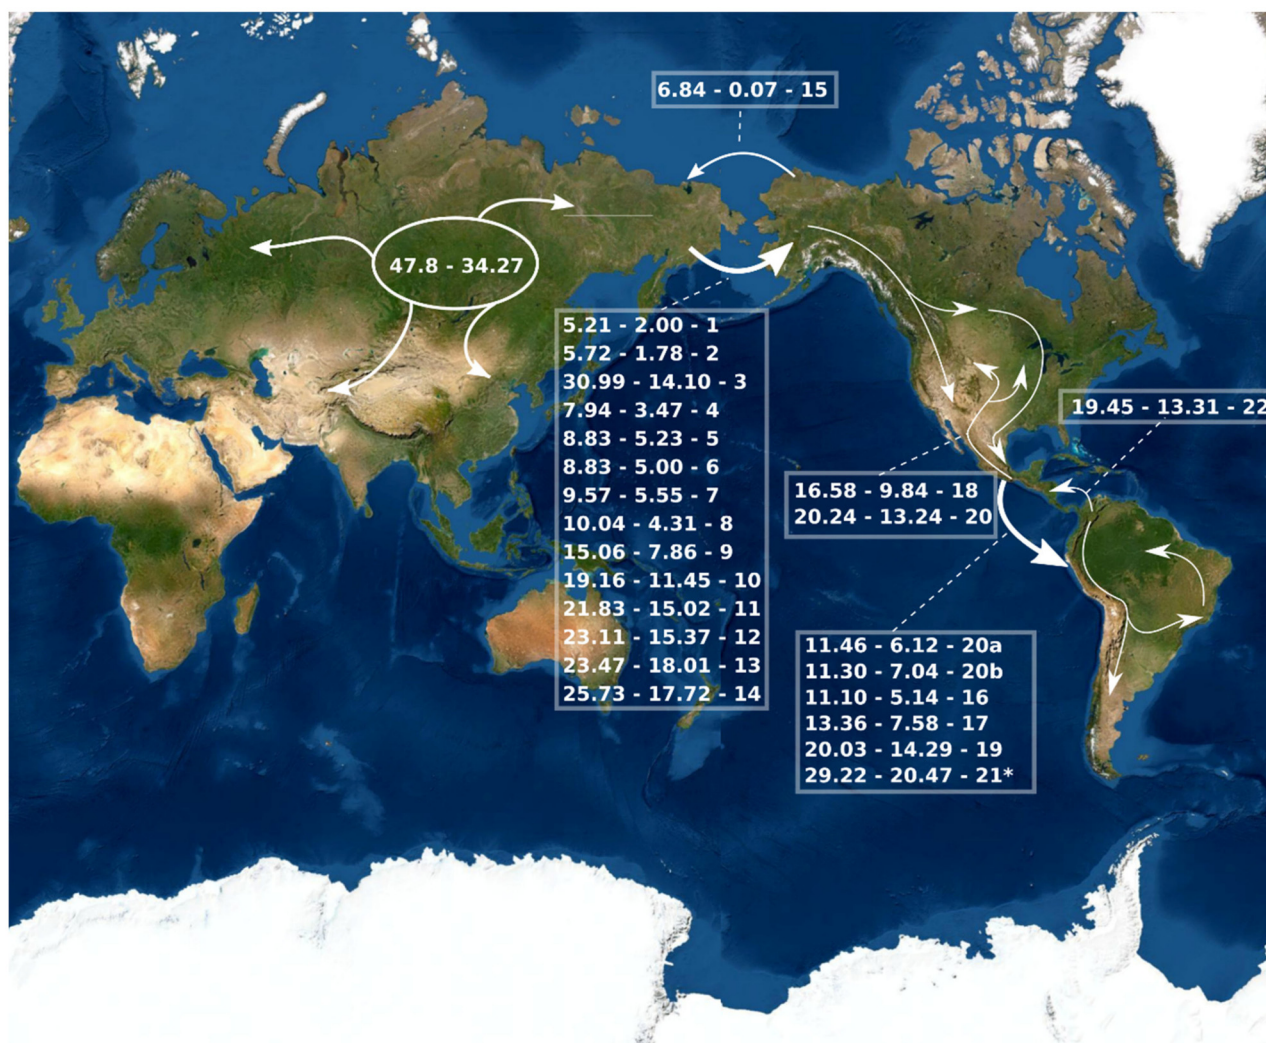 6.84 - 0.07 - 15
47.8 - 34.27
5.21 - 2.00 - 1
5.72 - 1.78 - 2
30.99 - 14.10 - 3
7.94 - 3.47 - 4
8.83 - 5.23 - 5
8.83 - 5.00 - 6
9.57 - 5.55 - 7
10.04 - 4.31 - 8
15.06 - 7.86 - 9
19.16 - 11.45 - 10
21.83 - 15.02 - 11
23.11 - 15.37 - 12
23.47 - 18.01 - 13
25.73 - 17.72 - 14
19.45 - 13.31 - 22
16.58 - 9.84 - 18
20.24 - 13.24 - 20
11.46 - 6.12 - 20a
11.30 - 7.04 - 20b
11.10 - 5.14 - 16
13.36 - 7.58 - 17
20.03 - 14.29 - 19
29.22 - 20.47 - 21*